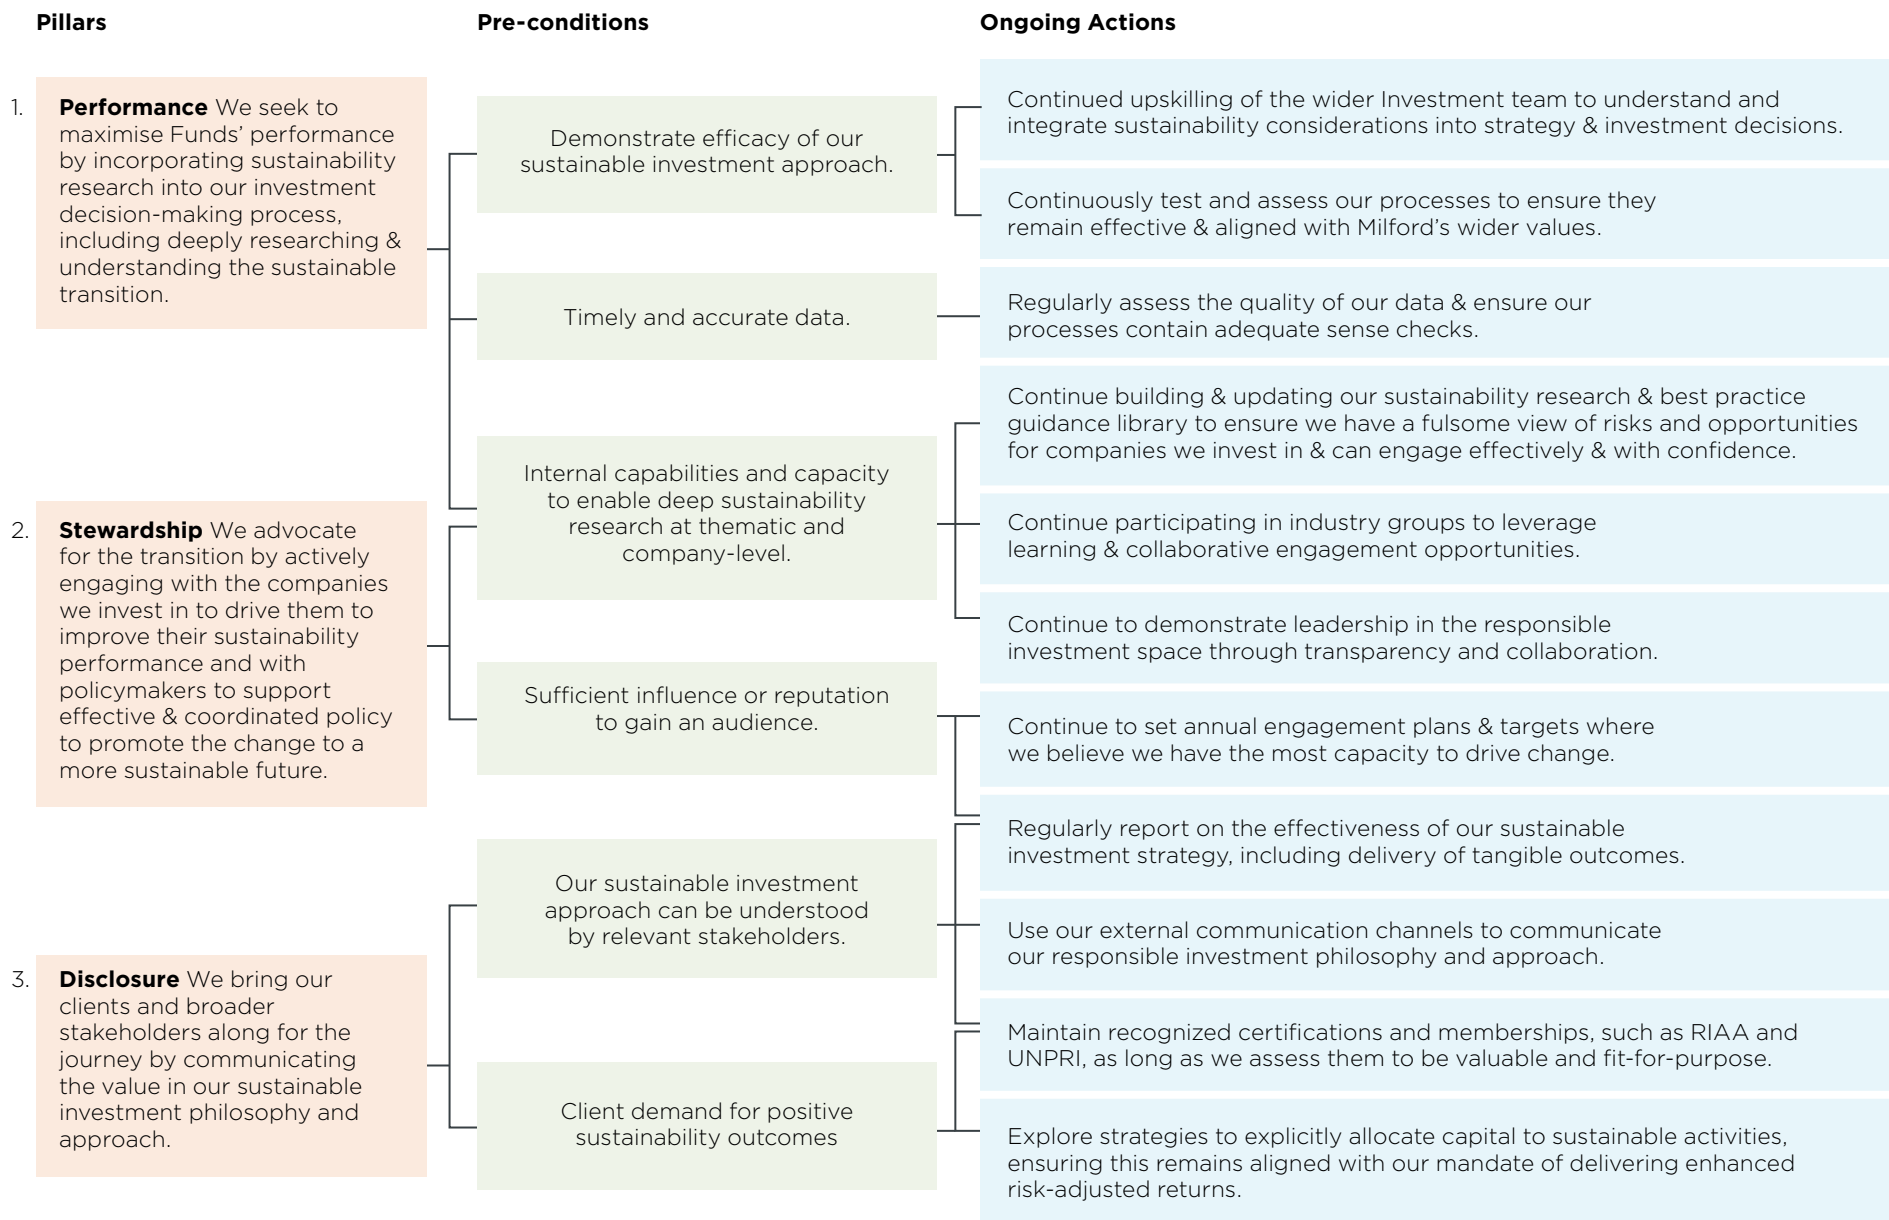 Pillars
Pre-conditions
Ongoing Actions
1.
Performance We seek to
maximise Funds' performance
by incorporating sustainability
research into our investment
decision-making process,
including deeply researching &
understanding the sustainable
transition.
2.
Stewardship We advocate
for the transition by actively
engaging with the companies
we invest in to drive them to
improve their sustainability
performance and with
policymakers to support
effective & coordinated policy
to promote the change to a
more sustainable future.
3.
Disclosure We bring our
clients and broader
stakeholders along for the
journey by communicating
the value in our sustainable
investment philosophy and
approach.
Demonstrate efficacy of our
sustainable investment approach.
Timely and accurate data.
Internal capabilities and capacity
to enable deep sustainability
research at thematic and
company-level.
Sufficient influence or reputation
to gain an audience.
Our sustainable investment
approach can be understood
by relevant stakeholders.
Client demand for positive
sustainability outcomes
Continued upskilling of the wider Investment team to understand and
integrate sustainability considerations into strategy & investment decisions.
Continuously test and assess our processes to ensure they
remain effective & aligned with Milford's wider values.
Regularly assess the quality of our data & ensure our
processes contain adequate sense checks.
Continue building & updating our sustainability research & best practice
guidance library to ensure we have a fulsome view of risks and opportunities
for companies we invest in & can engage effectively & with confidence.
Continue participating in industry groups to leverage
learning & collaborative engagement opportunities.
Continue to demonstrate leadership in the responsible
investment space through transparency and collaboration.
Continue to set annual engagement plans & targets where
we believe we have the most capacity to drive change.
Regularly report on the effectiveness of our sustainable
investment strategy, including delivery of tangible outcomes.
Use our external communication channels to communicate
our responsible investment philosophy and approach.
Maintain recognized certifications and memberships, such as RIAA and
UNPRI, as long as we assess them to be valuable and fit-for-purpose.
Explore strategies to explicitly allocate capital to sustainable activities,
ensuring this remains aligned with our mandate of delivering enhanced
risk-adjusted returns.